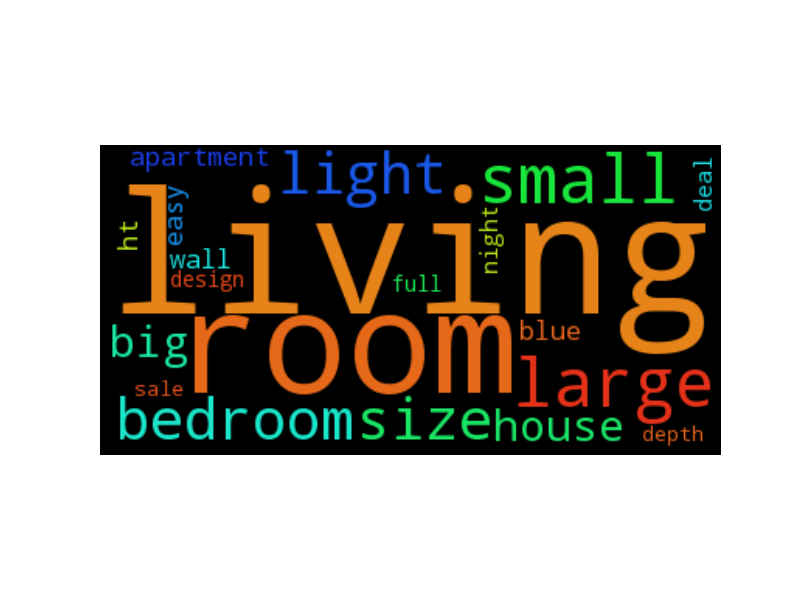 apartment
light
small
deal
easy
ht
living
night
wall
design
full
room
big
blue
large
sale
bedroom
size
house
depth